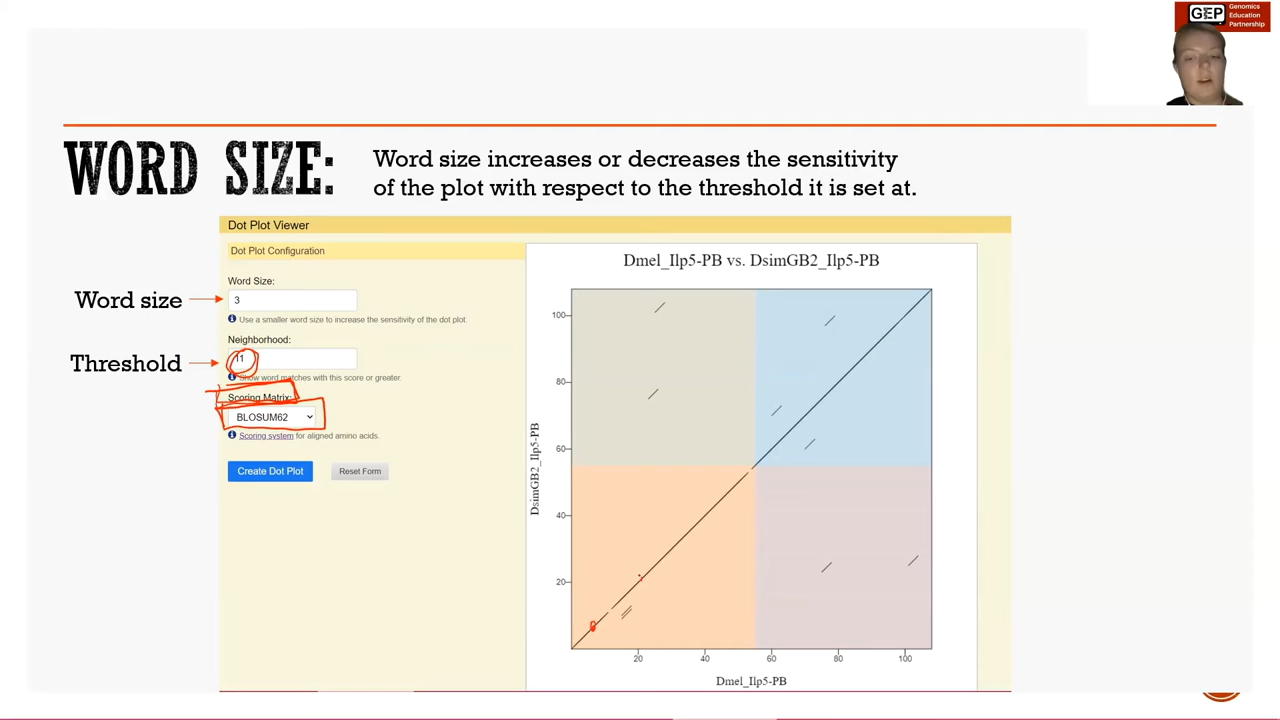 GEP
Genomics
Education
Partnership
WORD SIZE:
Word size increases or decreases the sensitivity
of the plot with respect to the threshold it is set at.
Dot Plot Viewer
Dot Plot Configuration
Word Size:
Word size
3
Use a smaller word size to increase the sensitivity of the dot plot.
Neighborhood:
Threshold
11
Show word matches with this score or greater.
Scoring Matrix:
BLOSUM62
Scoring system for aligned amino acids.
Create Dot Plot
Reset Form
Dmel_Ilp5-PB vs. DsimGB2_Ilp5-PB
100
80
60
40
20
DsimGB2_Ilp5-PB
20 40 60 80 100
Dmel_Ilp5-PB